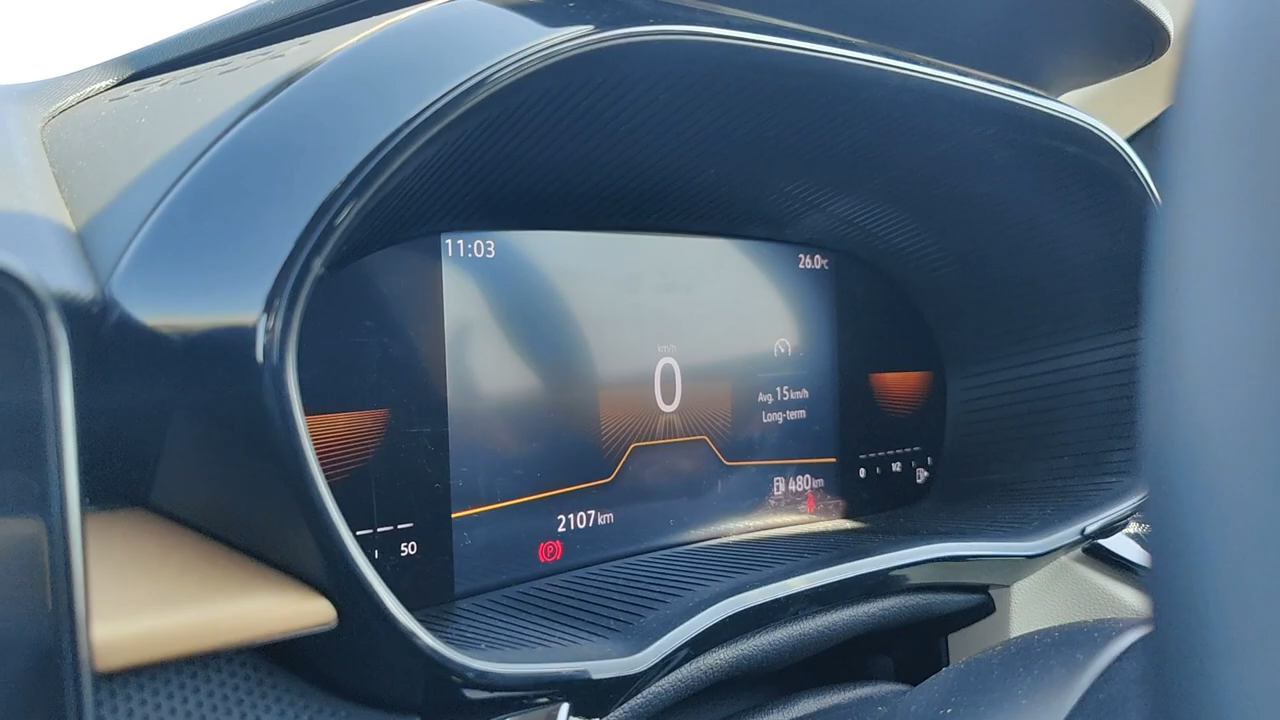 11:03
26.0°C
km/h
0
Avg. 15 km/h
Long-term
480 km
2107 km
P
50
0 1/2 1